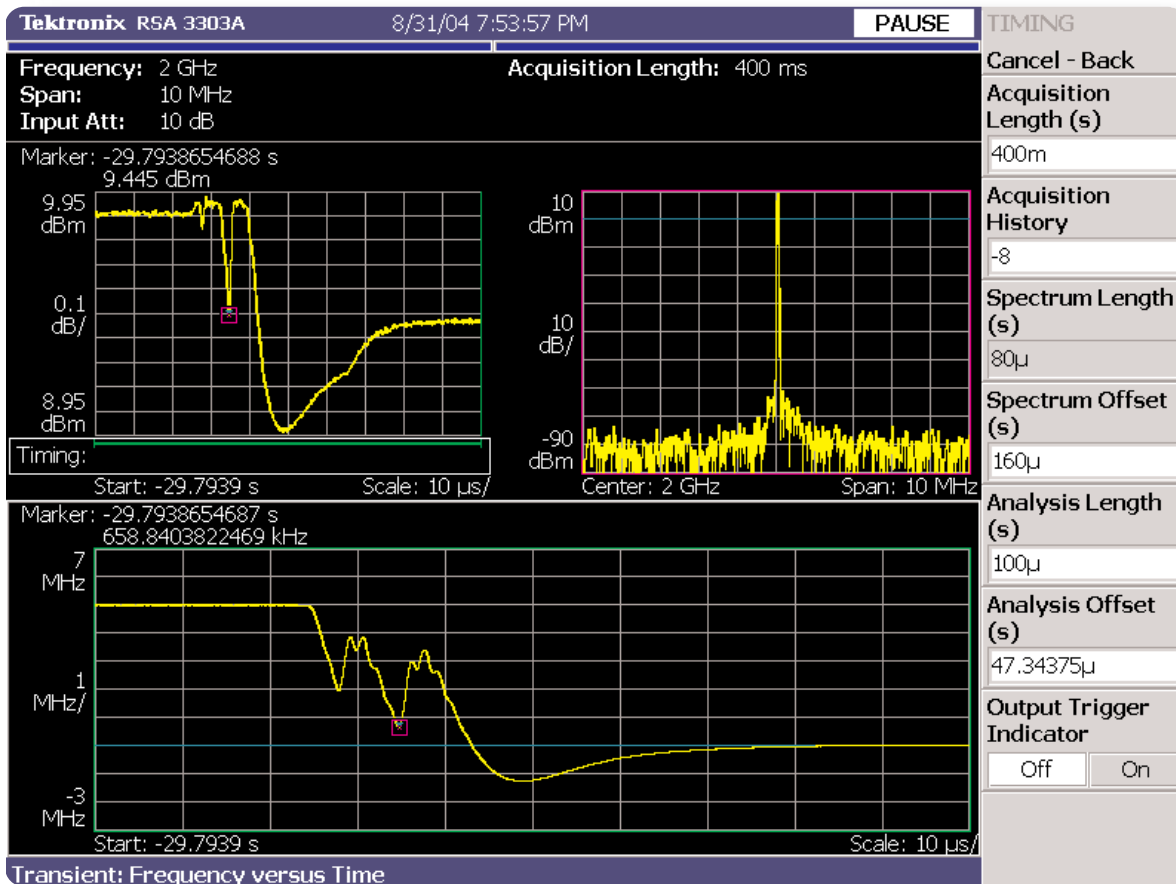 Tektronix RSA 3303A 8/31/04 7:53:57 PM PAUSE
Frequency: 2 GHz
Span: 10 MHz
Input Att: 10 dB
Acquisition Length: 400 ms
Marker: -29.7938654688 s
9.445 dBm
9.95
dBm
0.1
dB/
8.95
dBm
Timing:
Start: -29.7939 s Scale: 10 µs/
10
dBm
10
dB/
-90
dBm
Center: 2 GHz Span: 10 MHz
Marker: -29.7938654687 s
658.8403822469 kHz
7
MHz
1
MHz/
-3
MHz
Start: -29.7939 s Scale: 10 µs/
Transient: Frequency versus Time
TIMING
Cancel - Back
Acquisition
Length (s)
400m
Acquisition
History
-8
Spectrum Length
(s)
80µ
Spectrum Offset
(s)
160µ
Analysis Length
(s)
100µ
Analysis Offset
(s)
47.34375µ
Output Trigger
Indicator
Off On